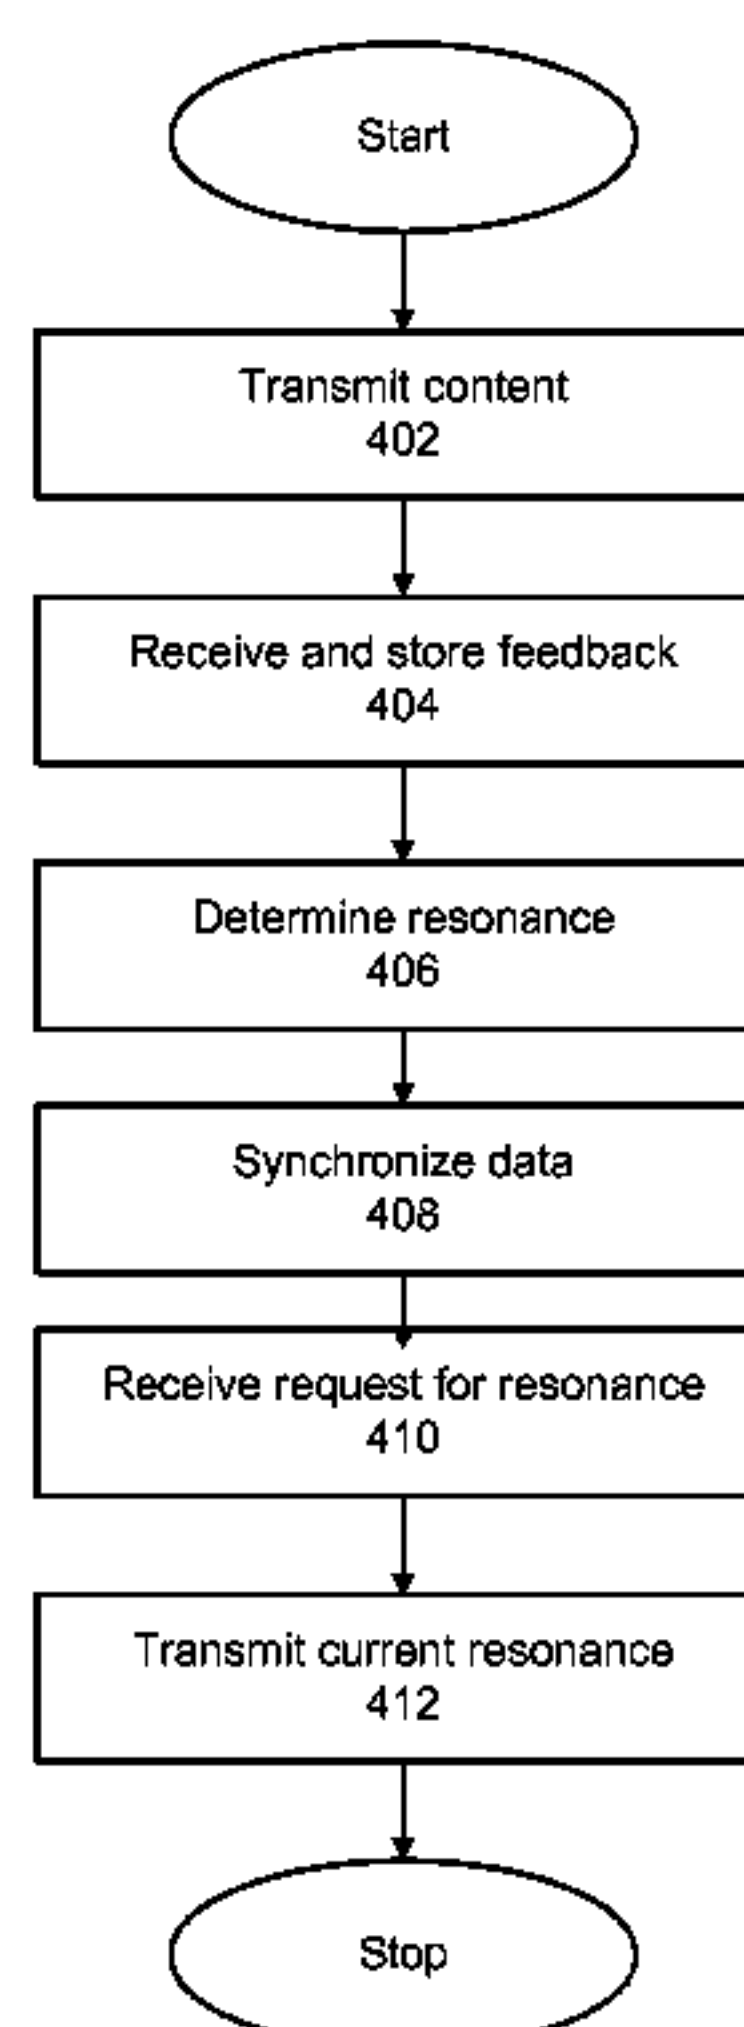 Start
Transmit content
402
Receive and store feedback
404
Determine resonance
406
Synchronize data
408
Receive request for resonance
410
Transmit current resonance
412
Stop